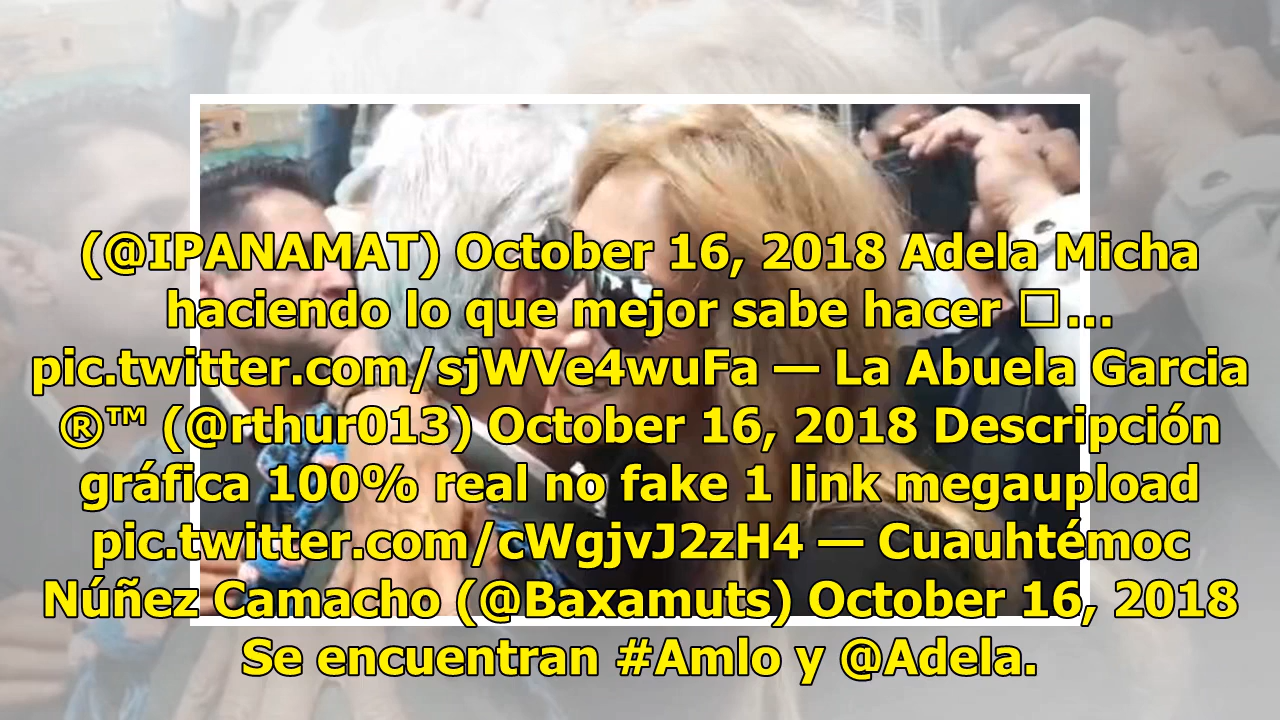 (@IPANAMAT) October 16, 2018 Adela Micha
haciendo lo que mejor sabe hacer □...
pic.twitter.com/sjWVe4wuFa — La Abuela Garcia
®™ (@rthur013) October 16, 2018 Descripción
gráfica 100% real no fake 1 link megaupload
pic.twitter.com/cWgjvJ2zH4 — Cuauhtémoc
Núñez Camacho (@Baxamuts) October 16, 2018
Se encuentran #Amlo y @Adela.